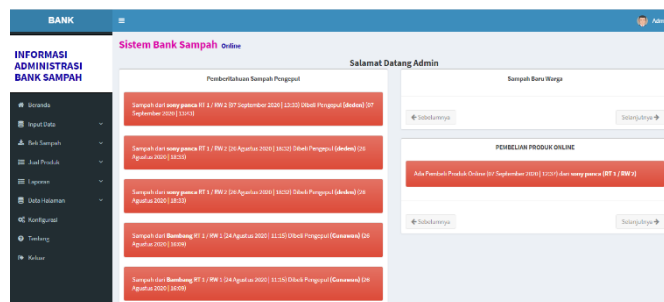 BANK
INFORMASI
ADMINISTRASI
BANK SAMPAH
Beranda
Input Data
Beli Sampah
Jual Produk
Laporan
Data Halaman
Konfigurasi
Tentang
Keluar
Sistem Bank Sampah Online
Salamat Datang Admin
Pemberitahuan Sampah Pengepul
Sampah dari sony panca RT 1 / RW 2 (07 September 2020 | 13:33) Dibeli Pengepul (deden) (07
September 2020 |
Sampah dari sony panca RT 1 / RW 2 (26 Agustus 2020 | 18:32) Dibeli Pengepul (deden) (26
Agustus 2020 | 18:33)
Sampah dari sony panca RT 1 / RW 2 (26 Agustus 2020 | 18:32) Dibeli Pengepul (deden) (26
Agustus 2020 | 18:33)
Sampah dari Bambang RT 1 / RW 1 (24 Agustus 2020 | 11:15) Dibeli Pengepul (Gunawan) (26
Agustus 2020 | 16:09)
Sampah dari Bambang RT 1 / RW 1 (24 Agustus 2020 | 11:15) Dibeli Pengepul (Gunawan) (26
Agustus 2020 | 16:09)
Sampah Baru Warga
Sebelumnya
Selanjutnya
PEMBELIAN PRODUK ONLINE
Ada Pembeli Produk Online (07 September 2020 | 13:37) dari sony panca (RT 1 / RW 2)
Sebelumnya
Selanjutnya